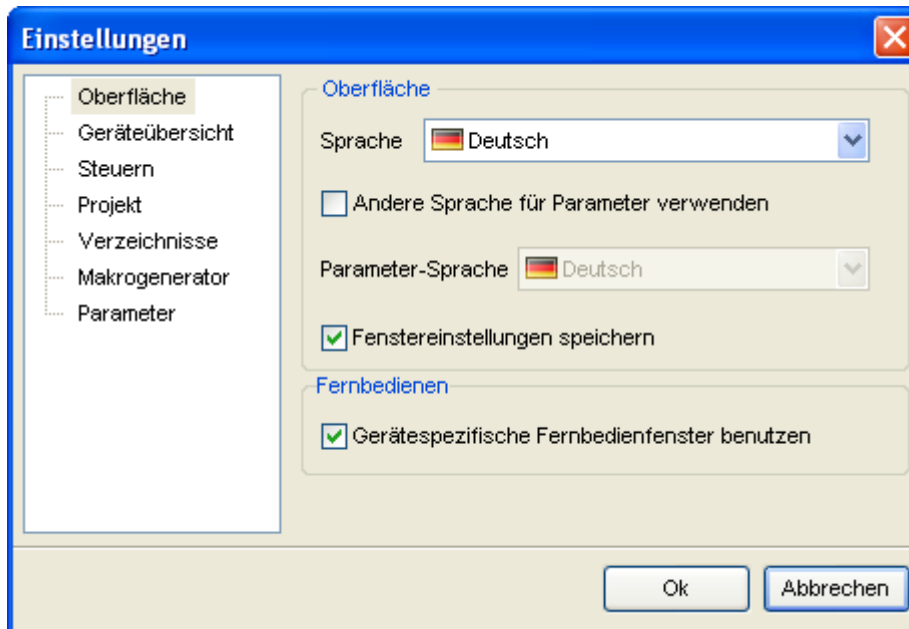 Einstellungen
Oberfläche
Geräteübersicht
Steuern
Projekt
Verzeichnisse
Makrogenerator
Parameter
Oberfläche
Sprache Deutsch
Andere Sprache für Parameter verwenden
Parameter-Sprache Deutsch
Fenstereinstellungen speichern
Fernbedienen
Gerätespezifische Fernbedienfenster benutzen
Ok Abbrechen